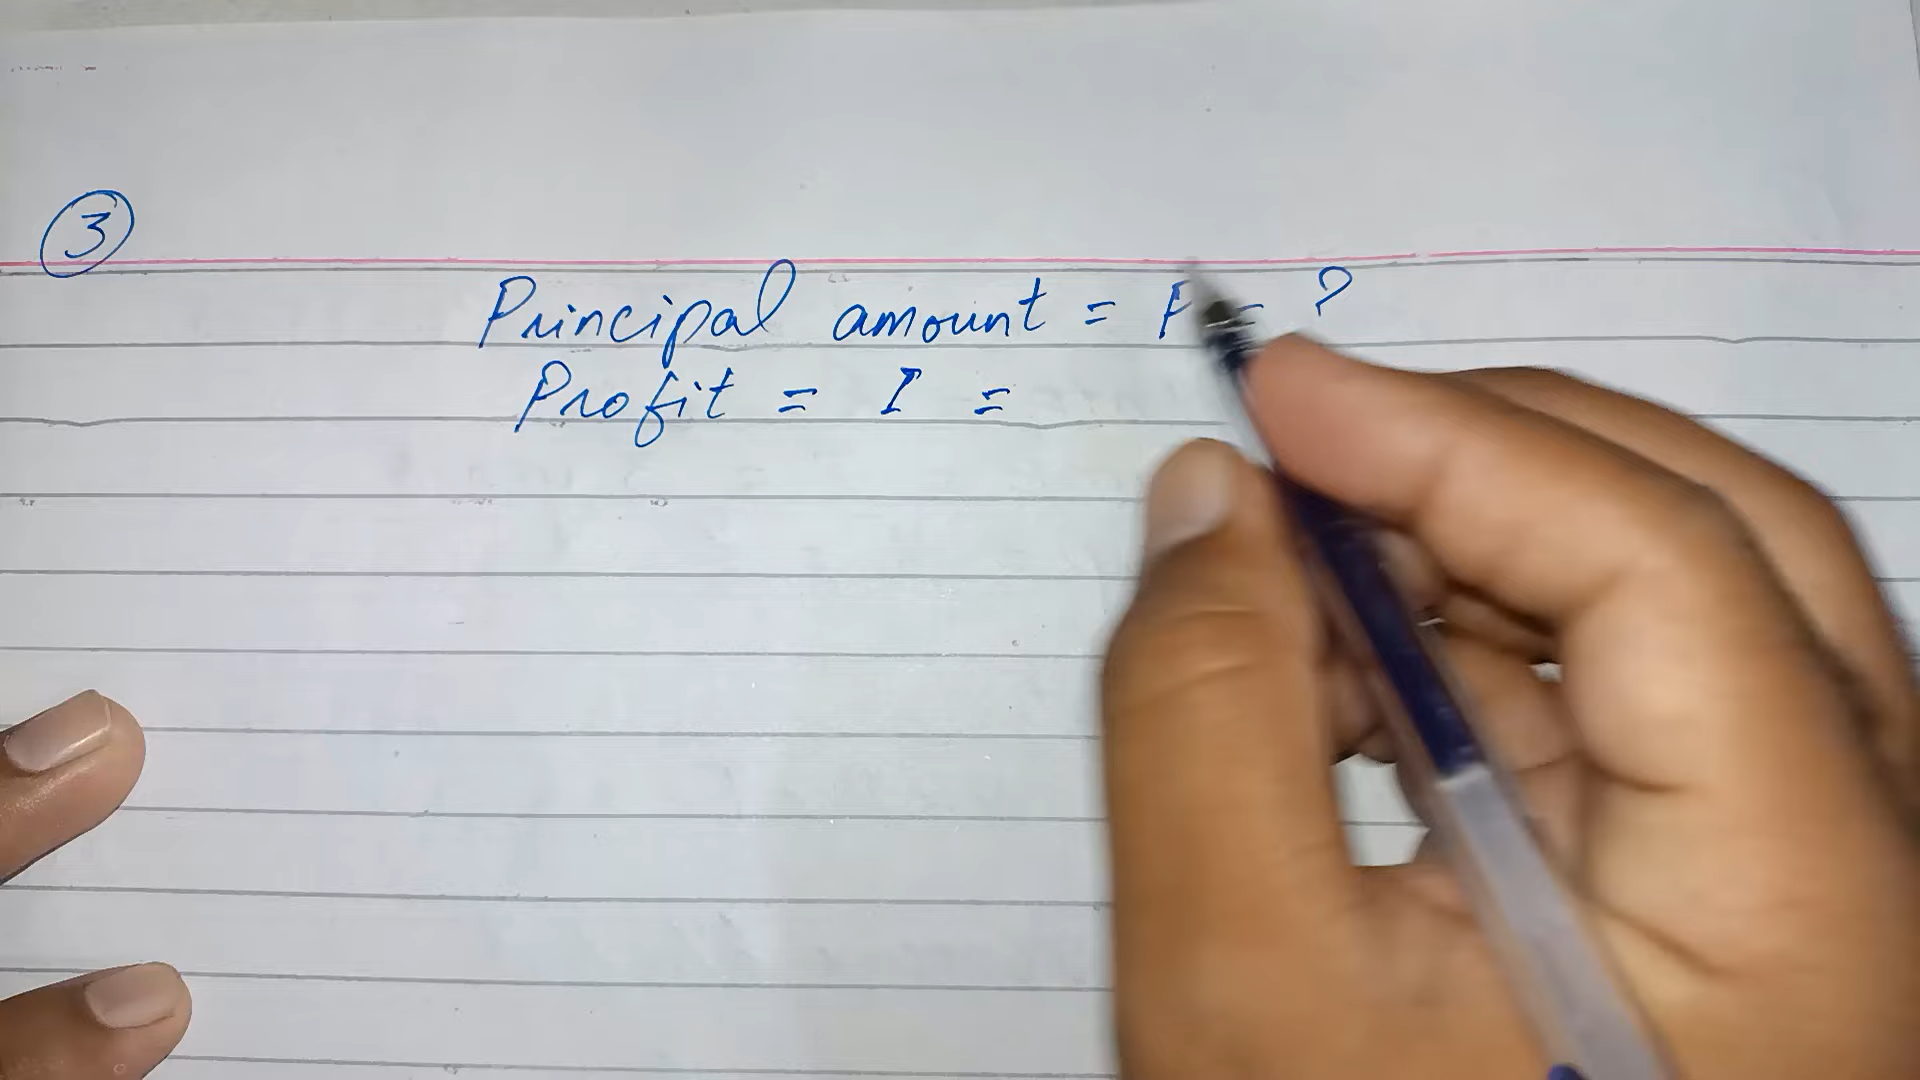 3
Principal amount = P = ?
Profit = I =